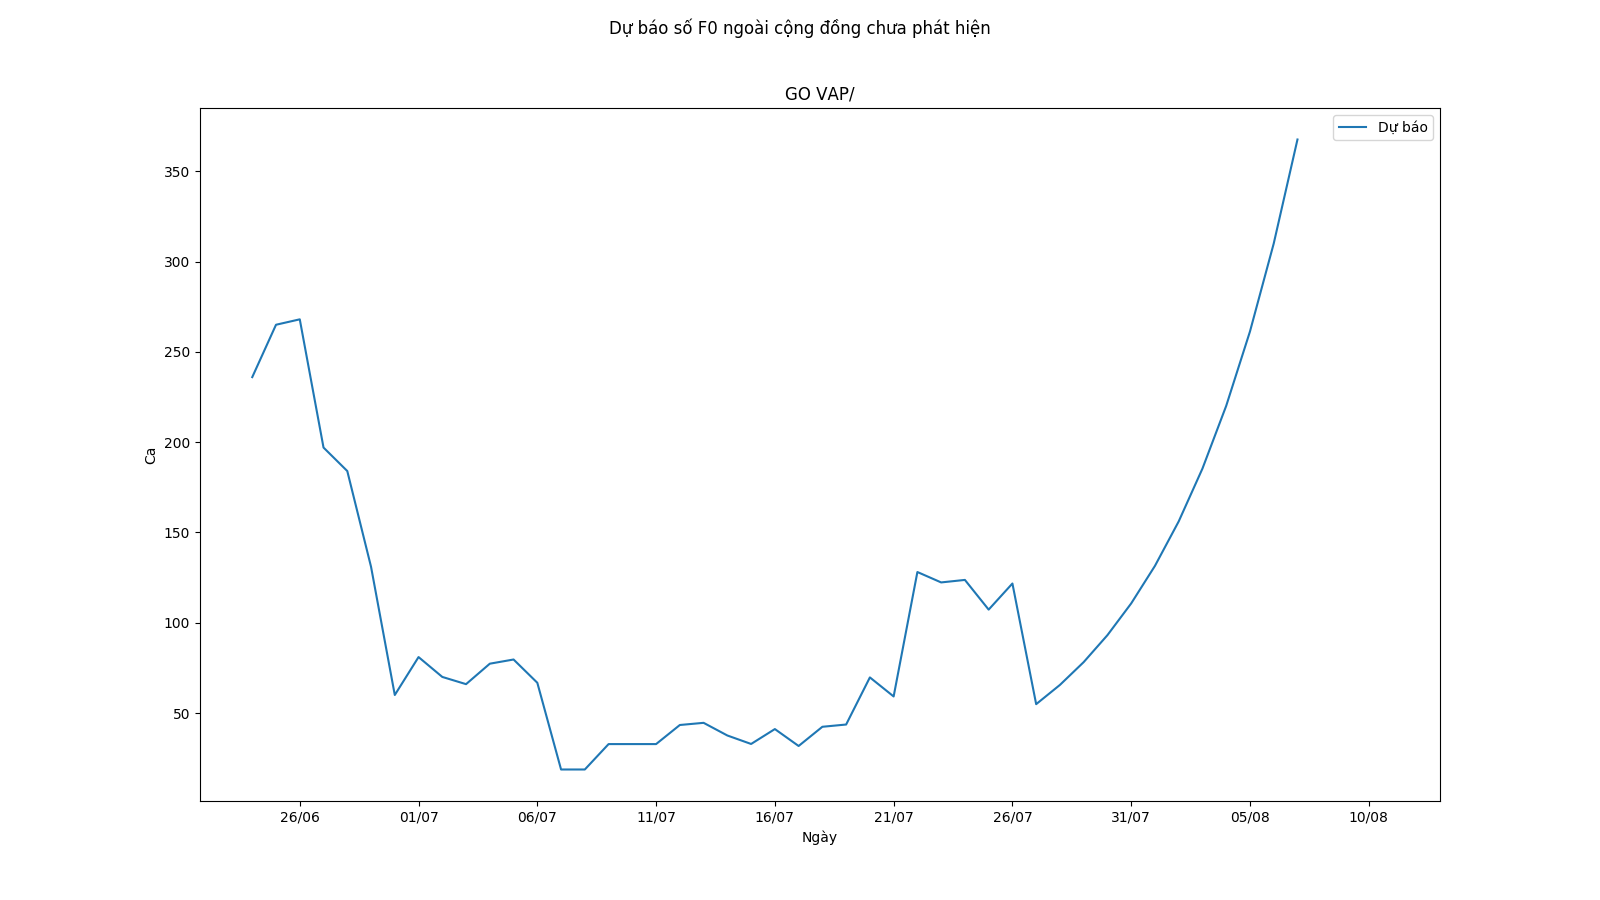 Dự báo số F0 ngoài cộng đồng chưa phát hiện
GO VAP/
Dự báo
350
300
250
200
150
100
50
Ca
26/06 01/07 06/07 11/07 16/07 21/07 26/07 31/07 05/08 10/08
Ngày